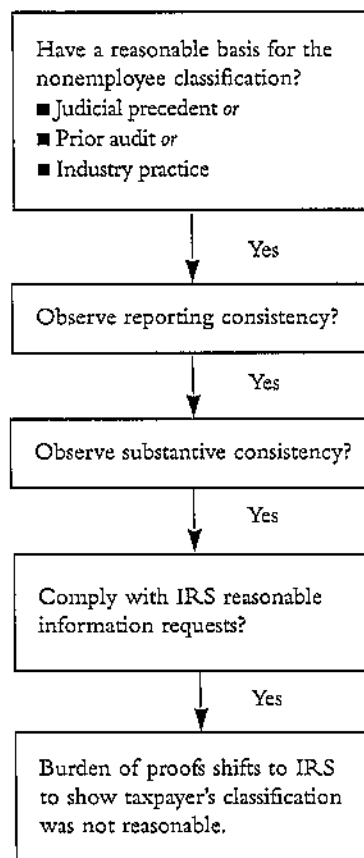 Have a reasonable basis for the
nonemployee classification?
■ Judicial precedent or
■ Prior audit or
■ Industry practice
Yes
Observe reporting consistency?
Yes
Observe substantive consistency?
Yes
Comply with IRS reasonable
information requests?
Yes
Burden of proofs shifts to IRS
to show taxpayer's classification
was not reasonable.